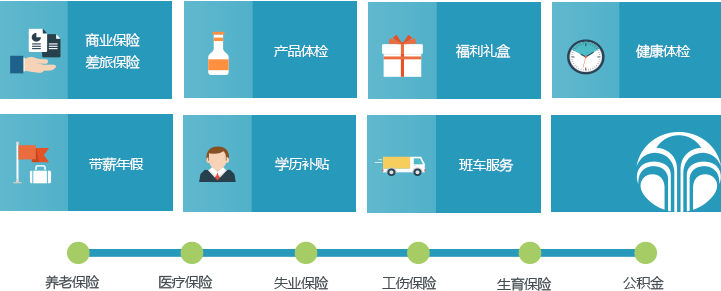 商业保险
差旅保险
产品体检
福利礼盒
健康体检
带薪年假
学历补贴
班车服务
养老保险
医疗保险
失业保险
工伤保险
生育保险
公积金